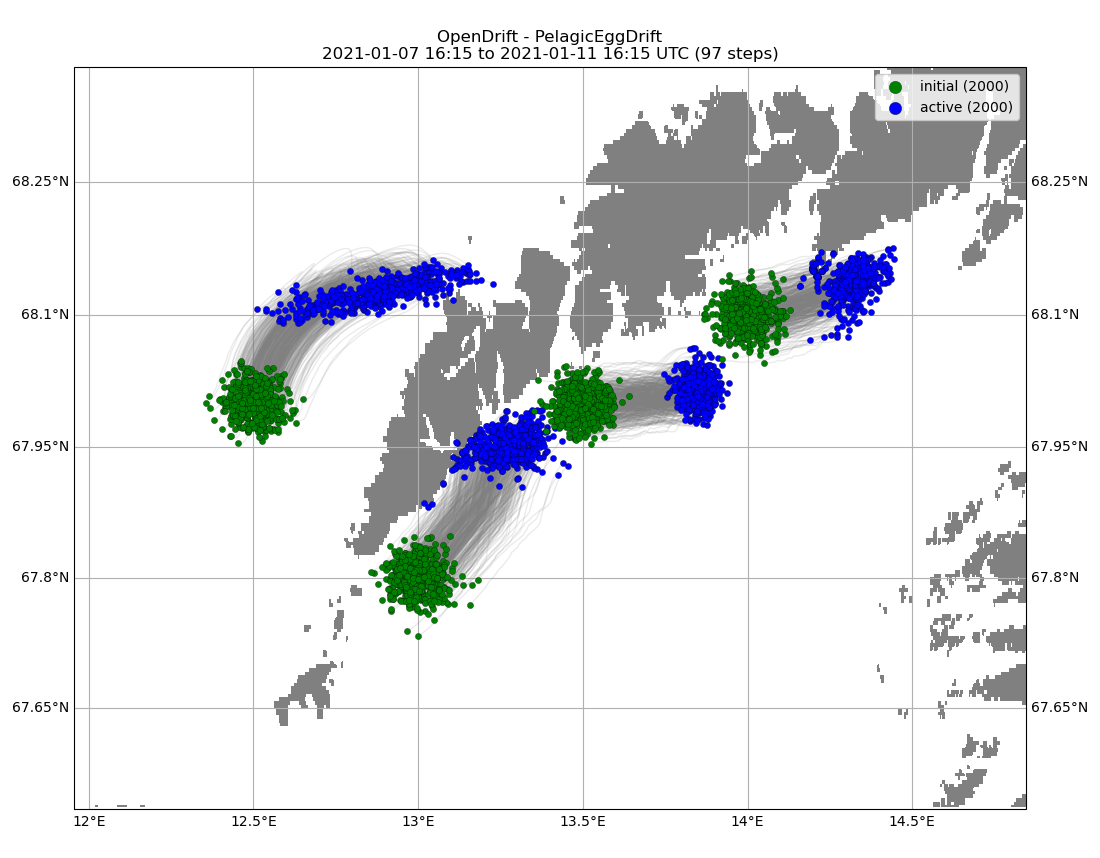 OpenDrift - PelagicEggDrift
2021-01-07 16:15 to 2021-01-11 16:15 UTC (97 steps)
initial (2000)
active (2000)
68.25°N 68.25°N
68.1°N 68.1°N
67.95°N 67.95°N
67.8°N 67.8°N
67.65°N 67.65°N
12°E 12.5°E 13°E 13.5°E 14°E 14.5°E